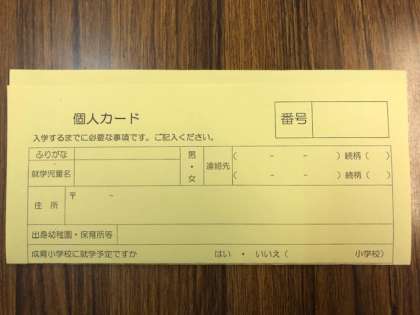 個人カード
番号
入学するまでに必要な事項です。ご記入ください。
ふりがな
就学児童名
男・女
連絡先
( - - ) 続柄 ( )
( - - ) 続柄 ( )
住所
〒 -
出身幼稚園・保育所等
成育小学校に就学予定ですか はい ・ いいえ ( 小学校)